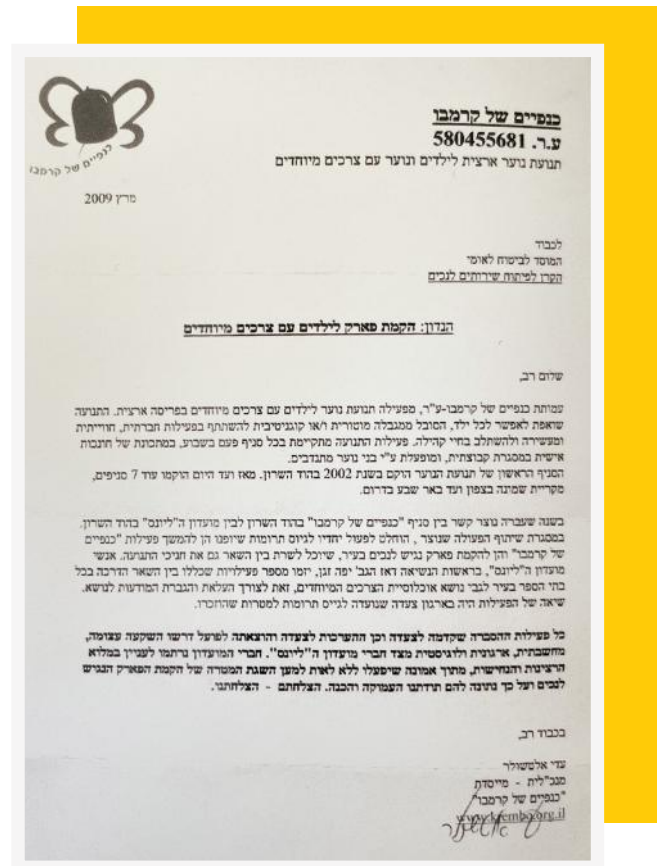 כנפיים של קרמבו
כנפיים של קרמבו
ע.ר. 580455681
תנועת נוער ארצית לילדים ונוער עם צרכים מיוחדים
מרץ 2009
לכבוד
המוסד לביטוח לאומי
הקרן לפיתוח שירותים לנכים
הנדון: הקמת פארק לילדים עם צרכים מיוחדים
שלום רב,
עמותת כנפיים של קרמבו-ע"ר, מפעילה תנועת נוער לילדים עם צרכים מיוחדים בפריסה ארצית. התנועה
שואפת לאפשר לכל ילד, הסובל ממגבלה מוטורית ו/או קוגניטיבית להשתתף בפעילות חברתית, חווייתית
ומעשירה ולהשתלב בחיי קהילה. פעילות התנועה מתקיימת בכל סניף פעם בשבוע, במתכונת של חונכות
אישית במסגרת קבוצתית, ומופעלת ע"י בני נוער מתנדבים.
הסניף הראשון של תנועת הנוער הוקם בשנת 2002 בהוד השרון. מאז ועד היום הוקמו עוד 7 סניפים,
מקריית שמונה בצפון ועד באר שבע בדרום.
בשנה שעברה נוצר קשר בין סניף "כנפיים של קרמבו" בהוד השרון לבין מועדון ה"ליונס" בהוד השרון.
במסגרת שיתוף הפעולה שנוצר , הוחלט לפעול יחדיו לגיוס תרומות שיופנו הן להמשך פעילות "כנפיים
של קרמבו" והן להקמת פארק נגיש לנכים בעיר, שיוכל לשרת בין השאר גם את חניכי התנועה. אנשי
מועדון ה"ליונס", בראשות הנשיאה דאז הגב' יפה זגן, יזמו מספר פעילויות שכללו בין השאר הדרכה בכל
בתי הספר בעיר לגבי נושא אוכלוסיית הצרכים המיוחדים, זאת לצורך העלאת והגברת המודעות לנושא.
שיאה של הפעילות היה בארגון צעדה שנועדה לגייס תרומות למטרות שהוזכרו.
כל פעילות ההסברה שקדמה לצעדה וכן ההערכות לצעדה והוצאתה לפועל דרשו השקעה עצומה,
מחשבתית, ארגונית ולוגיסטית מצד חברי מועדון ה"ליונס". חברי המועדון נרתמו לעניין במלוא
הרצינות והנחישות, מתוך אמונה שיפעלו ללא לאות למען השגת המטרה של הקמת הפארק הנגיש
לנכים ועל כך נתונה להם תודתנו העמוקה והכנה. הצלחתם - הצלחתנו.
בכבוד רב,
עדי אלטשולר
מנכ"לית - מייסדת
"כנפיים של קרמבו"
www.krembo.org.il